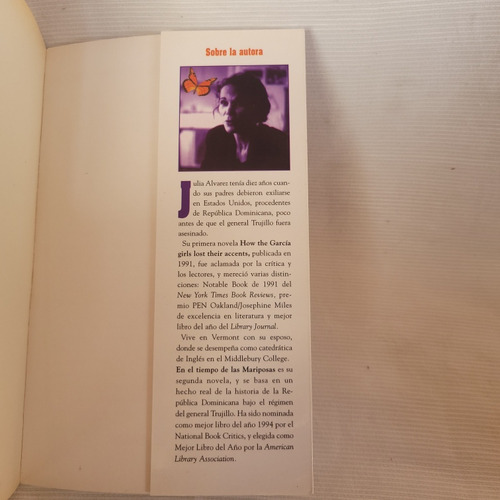 Sobre la autora
Julia Alvarez tenía diez años cuan-
do sus padres debieron exiliarse
en Estados Unidos, procedentes
de República Dominicana, poco
antes de que el general Trujillo fuera
asesinado.
Su primera novela How the García
girls lost their accents, publicada en
1991, fue aclamada por la crítica y
los lectores, y mereció varias distin-
ciones: Notable Book de 1991 del
New York Times Book Reviews, pre-
mio PEN Oakland/Josephine Miles
de excelencia en literatura y mejor
libro del año del Library Journal.
Vive en Vermont con su esposo,
donde se desempeña como catedrática
de Inglés en el Middlebury College.
En el tiempo de las Mariposas es su
segunda novela, y se basa en un
hecho real de la historia de la Re-
pública Dominicana bajo el régimen
del general Trujillo. Ha sido nominada
como mejor libro del año 1994 por el
National Book Critics, y elegida como
Mejor Libro del Año por la American
Library Association.